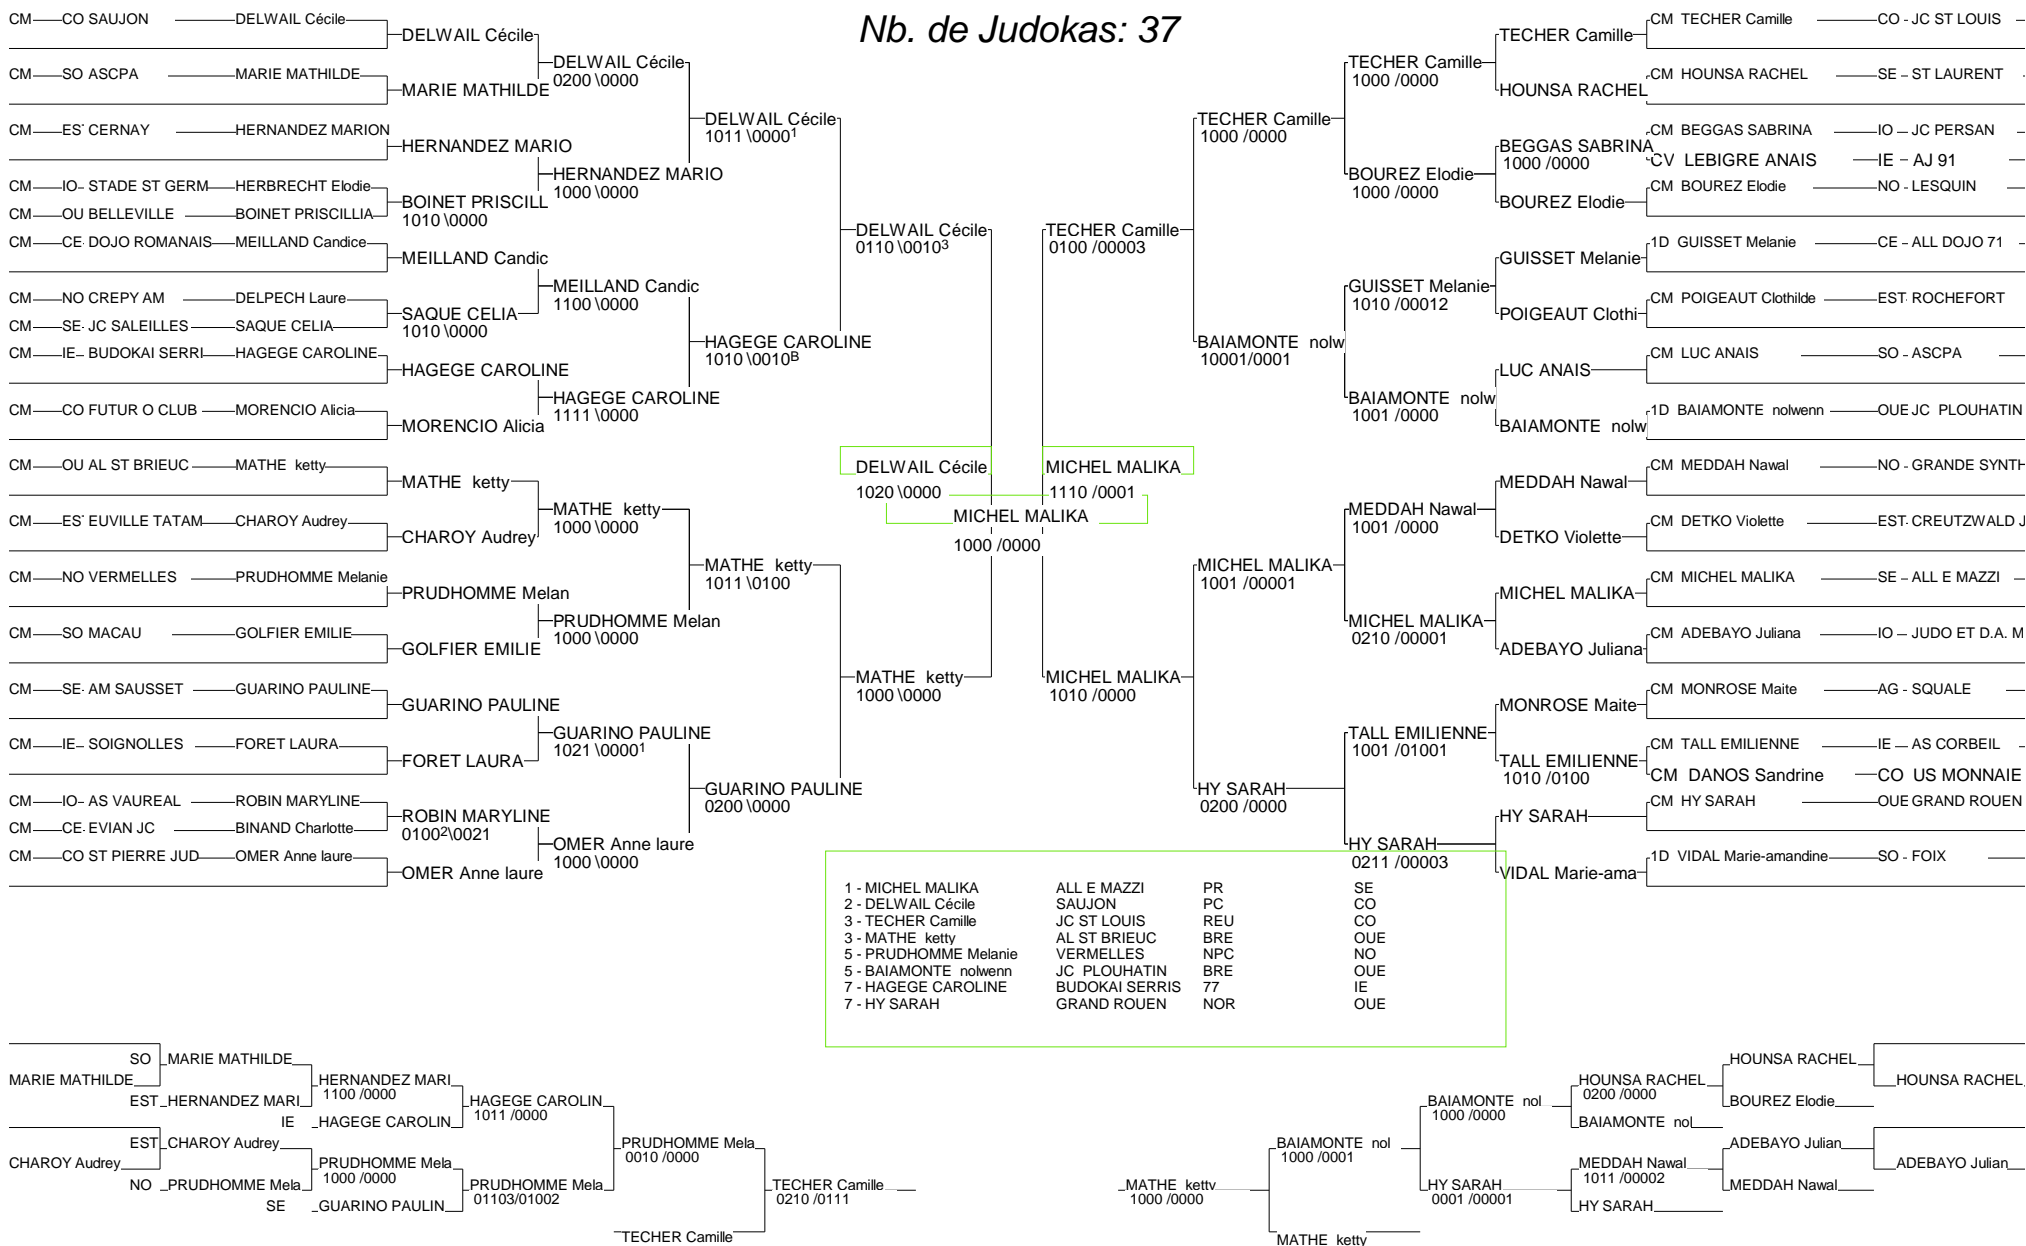 Nb. de Judokas: 37
CM CO SAUJON DELWAIL Cécile
CM SO ASCPA MARIE MATHILDE
CM ES CERNAY HERNANDEZ MARION
CM IO- STADE ST GERM HERBRECHT Elodie
CM OU BELLEVILLE BOINET PRISCILLIA
CM CE- DOJO ROMANAIS MEILLAND Candice
CM NO CREPY AM DELPECH Laure
CM SE- JC SALEILLES SAQUE CELIA
CM IE- BUDOKAI SERRI HAGEGE CAROLINE
CM CO FUTUR O CLUB MORENCIO Alicia
CM OU AL ST BRIEUC MATHE ketty
CM ES EUVILLE TATAM CHAROY Audrey
CM NO VERMELLES PRUDHOMME Melanie
CM SO MACAU GOLFIER EMILIE
CM SE- AM SAUSSET GUARINO PAULINE
CM IE- SOIGNOLLES FORET LAURA
CM IO- AS VAUREAL ROBIN MARYLINE
CM CE- EVIAN JC BINAND Charlotte
CM CO ST PIERRE JUD OMER Anne laure
DELWAIL Cécile
MARIE MATHILDE
HERNANDEZ MARIO
BOINET PRISCILL
1010 \0000
MEILLAND Candic
SAQUE CELIA
1010 \0000
HAGEGE CAROLINE
MORENCIO Alicia
MATHE ketty
CHAROY Audrey
PRUDHOMME Melan
GOLFIER EMILIE
GUARINO PAULINE
FORET LAURA
ROBIN MARYLINE
0100²\0021
OMER Anne laure
DELWAIL Cécile
0200 \0000
HERNANDEZ MARIO
1000 \0000
MEILLAND Candic
1100 \0000
HAGEGE CAROLINE
1111 \0000
MATHE ketty
1000 \0000
PRUDHOMME Melan
1000 \0000
GUARINO PAULINE
1021 \0000¹
OMER Anne laure
1000 \0000
DELWAIL Cécile
1011 \0000¹
HAGEGE CAROLINE
1010 \0010ᴮ
MATHE ketty
1011 \0100
GUARINO PAULINE
0200 \0000
DELWAIL Cécile
0110 \0010³
MATHE ketty
1000 \0000
DELWAIL Cécile
1020 \0000
MICHEL MALIKA
1110 /0001
MICHEL MALIKA
1000 /0000
TECHER Camille
0100 /00003
MICHEL MALIKA
1010 /0000
TECHER Camille
1000 /0000
BAIAMONTE nolw
10001/0001
MICHEL MALIKA
1001 /00001
HY SARAH
0200 /0000
TECHER Camille
1000 /0000
BOUREZ Elodie
1000 /0000
GUISSET Melanie
1010 /00012
BAIAMONTE nolw
1001 /0000
MEDDAH Nawal
1001 /0000
MICHEL MALIKA
0210 /00001
TALL EMILIENNE
1001 /01001
HY SARAH
0211 /00003
TECHER Camille
HOUNSA RACHEL
BEGGAS SABRINA
1000 /0000
BOUREZ Elodie
GUISSET Melanie
POIGEAUT Clothi
LUC ANAIS
BAIAMONTE nolw
MEDDAH Nawal
DETKO Violette
MICHEL MALIKA
ADEBAYO Juliana
MONROSE Maite
TALL EMILIENNE
1010 /0100
HY SARAH
VIDAL Marie-ama
CM TECHER Camille CO - JC ST LOUIS
CM HOUNSA RACHEL SE - ST LAURENT
CM BEGGAS SABRINA IO - JC PERSAN
CV LEBIGRE ANAIS IE - AJ 91
CM BOUREZ Elodie NO - LESQUIN
1D GUISSET Melanie CE - ALL DOJO 71
CM POIGEAUT Clothilde EST- ROCHEFORT
CM LUC ANAIS SO - ASCPA
1D BAIAMONTE nolwenn OUE JC PLOUHATIN
CM MEDDAH Nawal NO - GRANDE SYNTH
CM DETKO Violette EST- CREUTZWALD J
CM MICHEL MALIKA SE - ALL E MAZZI
CM ADEBAYO Juliana IO - JUDO ET D.A. M
CM MONROSE Maite AG - SQUALE
CM TALL EMILIENNE IE - AS CORBEIL
CM DANOS Sandrine CO US MONNAIE
CM HY SARAH OUE GRAND ROUEN
1D VIDAL Marie-amandine SO - FOIX
1 - MICHEL MALIKA ALL E MAZZI PR SE
2 - DELWAIL Cécile SAUJON PC CO
3 - TECHER Camille JC ST LOUIS REU CO
3 - MATHE ketty AL ST BRIEUC BRE OUE
5 - PRUDHOMME Melanie VERMELLES NPC NO
5 - BAIAMONTE nolwenn JC PLOUHATIN BRE OUE
7 - HAGEGE CAROLINE BUDOKAI SERRIS 77 IE
7 - HY SARAH GRAND ROUEN NOR OUE
MARIE MATHILDE
CHAROY Audrey
SO MARIE MATHILDE
EST HERNANDEZ MARI
IE HAGEGE CAROLIN
EST CHAROY Audrey
NO PRUDHOMME Mela
SE GUARINO PAULIN
HERNANDEZ MARI
1100 /0000
PRUDHOMME Mela
1000 /0000
HAGEGE CAROLIN
1011 /0000
PRUDHOMME Mela
01103/01002
PRUDHOMME Mela
0010 /0000
TECHER Camille
TECHER Camille
0210 /0111
MATHE ketty
1000 /0000
BAIAMONTE nol
1000 /0001
MATHE ketty
BAIAMONTE nol
1000 /0000
HY SARAH
0001 /00001
HOUNSA RACHEL
0200 /0000
BAIAMONTE nol
MEDDAH Nawal
1011 /00002
HY SARAH
HOUNSA RACHEL
BOUREZ Elodie
ADEBAYO Julian
MEDDAH Nawal
HOUNSA RACHEL
ADEBAYO Julian